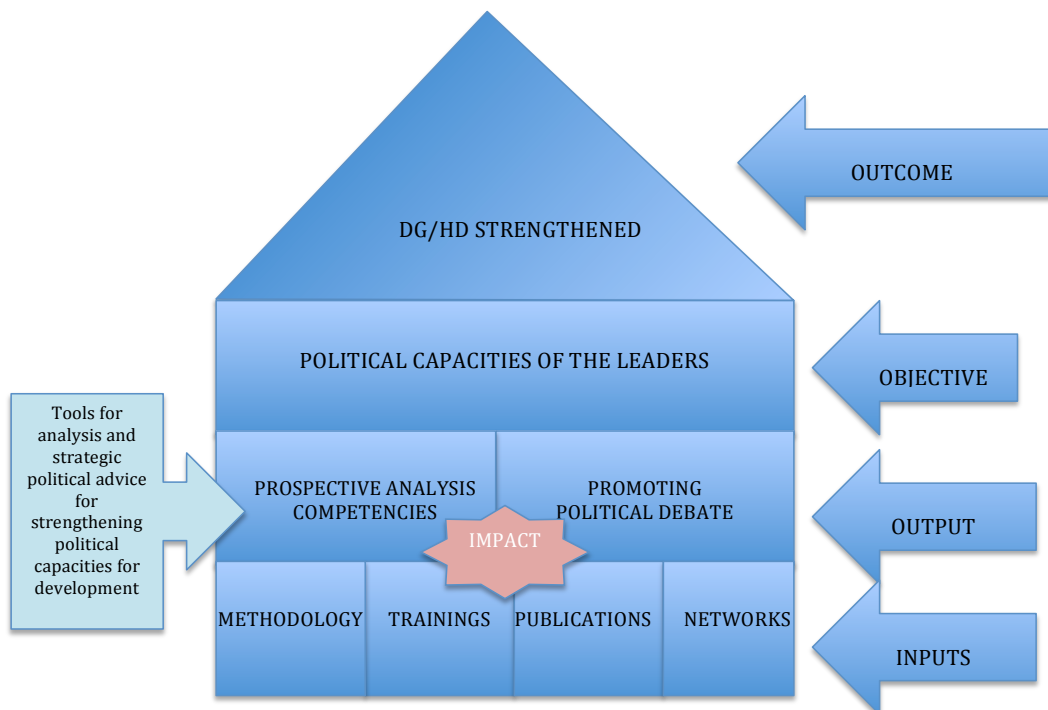 OUTCOME
DG/HD STRENGTHENED
POLITICAL CAPACITIES OF THE LEADERS
OBJECTIVE
Tools for
analysis and
strategic
political advice
for
strengthening
political
capacities for
development
PROSPECTIVE ANALYSIS
COMPETENCIES
PROMOTING
POLITICAL DEBATE
OUTPUT
IMPACT
METHODOLOGY
TRAININGS
PUBLICATIONS
NETWORKS
INPUTS